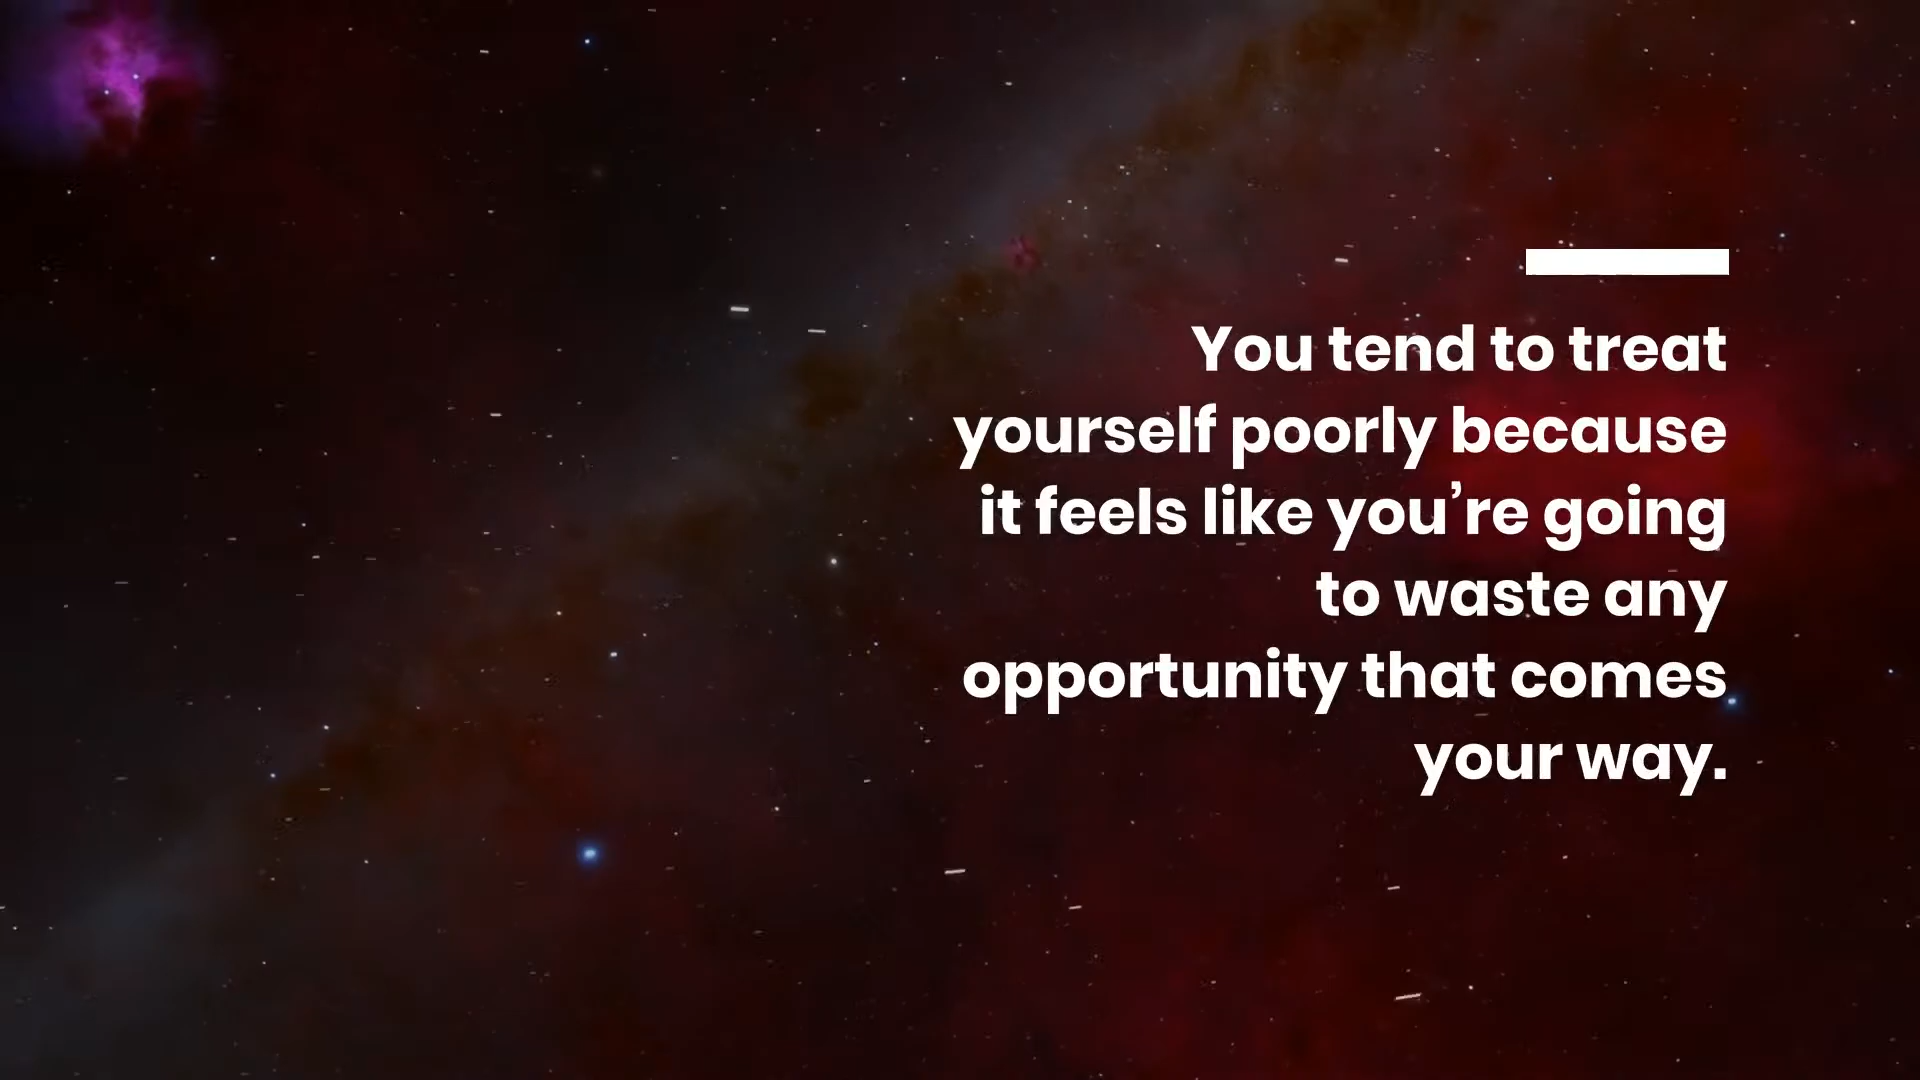 You tend to treat
yourself poorly because
it feels like you’re going
to waste any
opportunity that comes
your way.